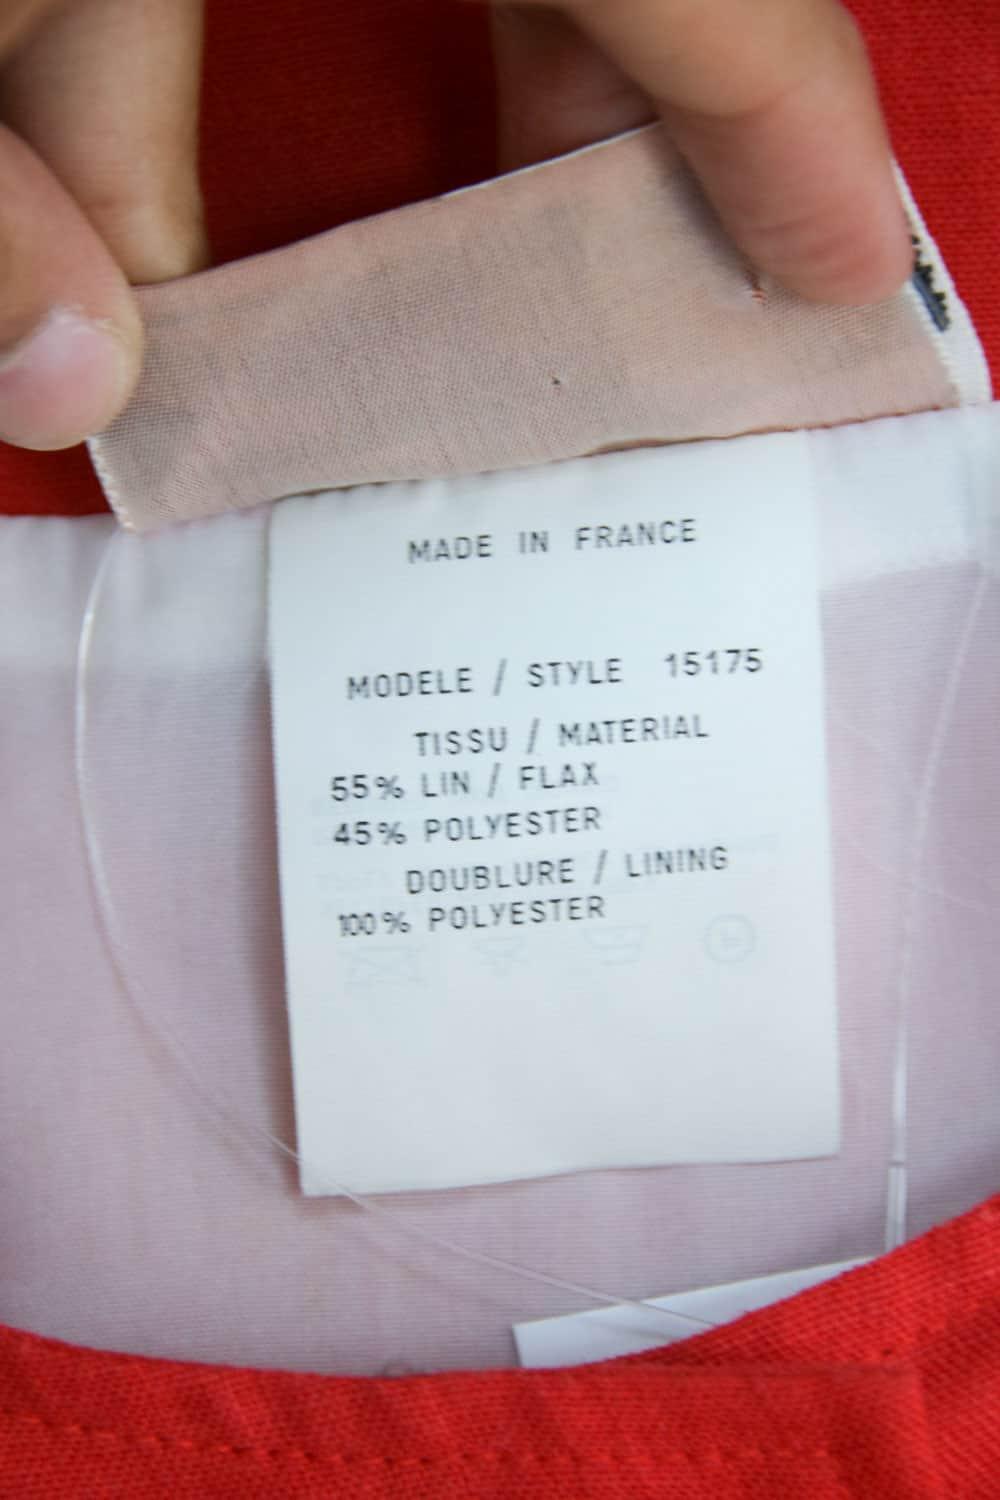 MADE IN FRANCE
MODELE / STYLE 15175
TISSU / MATERIAL
55% LIN / FLAX
45% POLYESTER
DOUBLURE / LINING
100% POLYESTER